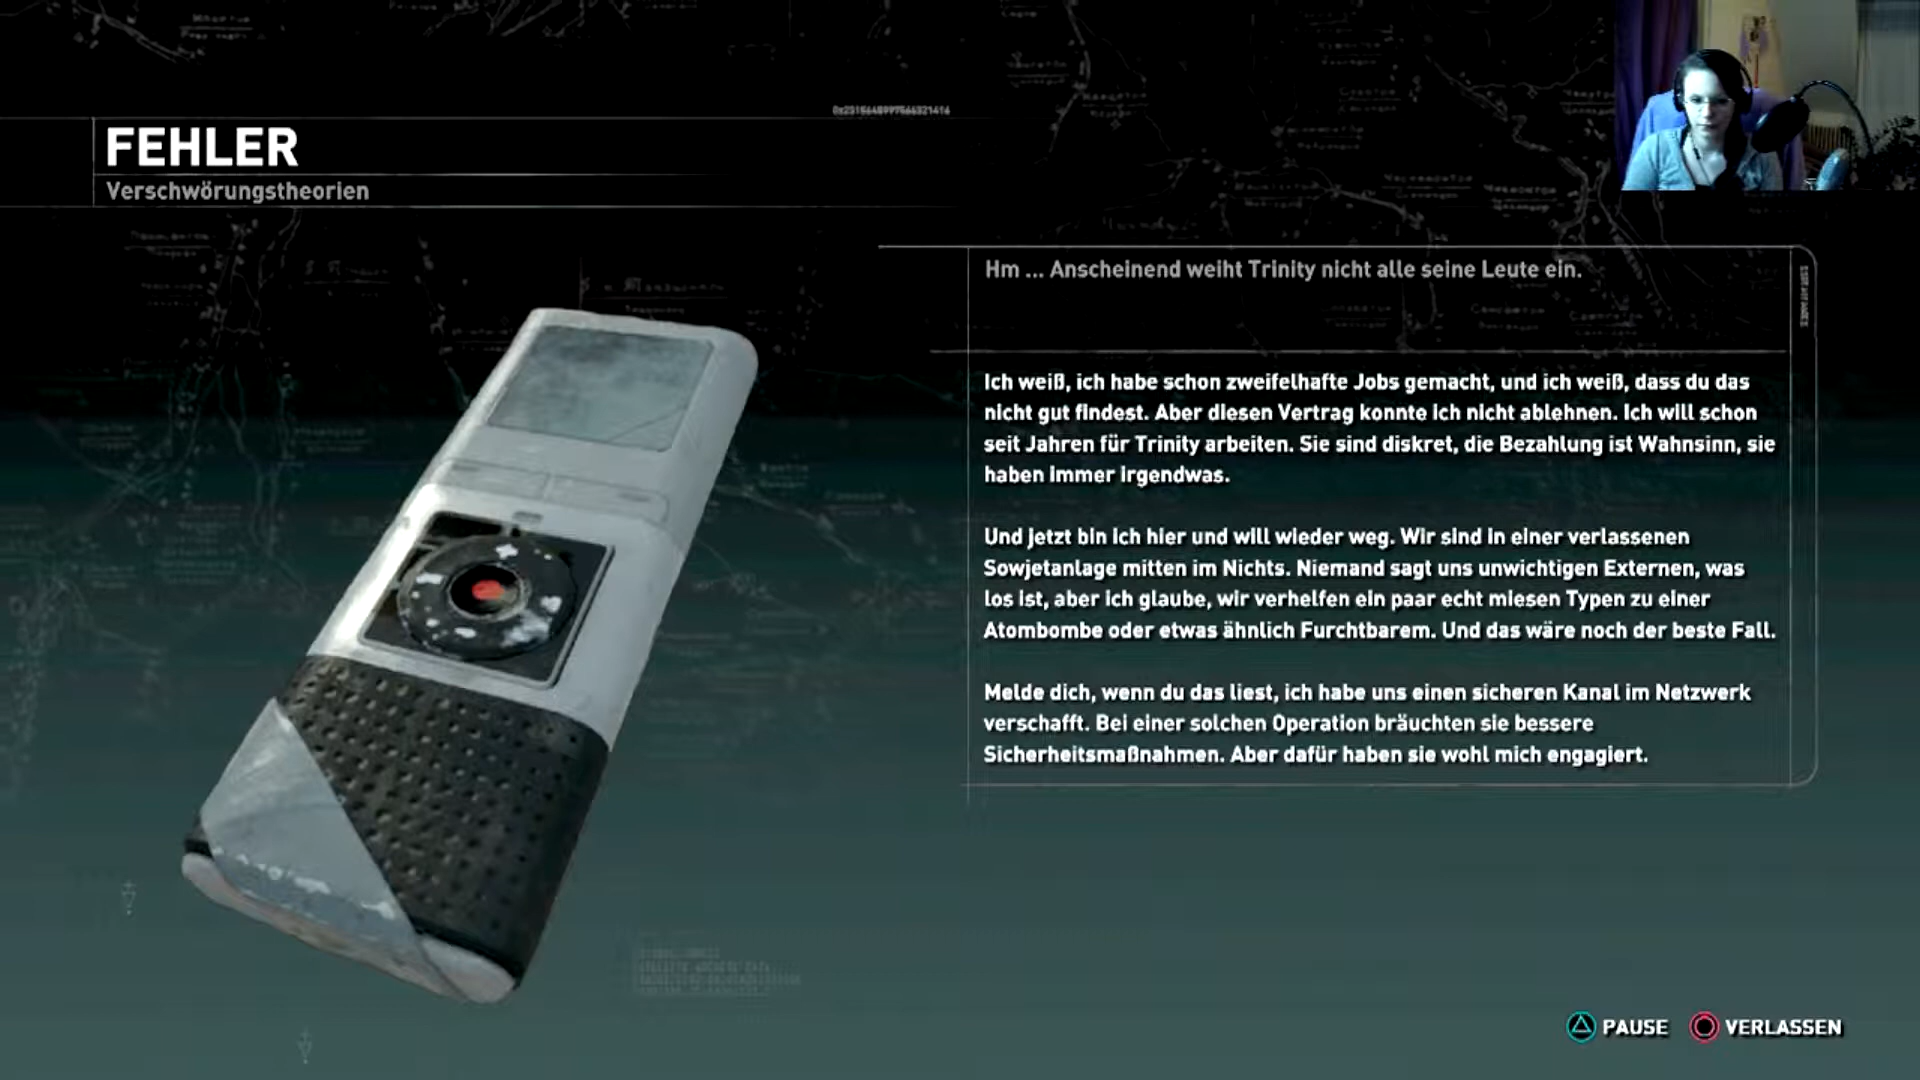 FEHLER
Verschwörungstheorien
Hm ... Anscheinend weiht Trinity nicht alle seine Leute ein.
Ich weiß, ich habe schon zweifelhafte Jobs gemacht, und ich weiß, dass du das
nicht gut findest. Aber diesen Vertrag konnte ich nicht ablehnen. Ich will schon
seit Jahren für Trinity arbeiten. Sie sind diskret, die Bezahlung ist Wahnsinn, sie
haben immer irgendwas.
Und jetzt bin ich hier und will wieder weg. Wir sind in einer verlassenen
Sowjetanlage mitten im Nichts. Niemand sagt uns unwichtigen Externen, was
los ist, aber ich glaube, wir verhelfen ein paar echt miesen Typen zu einer
Atombombe oder etwas ähnlich Furchtbarem. Und das wäre noch der beste Fall.
Melde dich, wenn du das liest, ich habe uns einen sicheren Kanal im Netzwerk
verschafft. Bei einer solchen Operation bräuchten sie bessere
Sicherheitsmaßnahmen. Aber dafür haben sie wohl mich engagiert.
PAUSE VERLASSEN